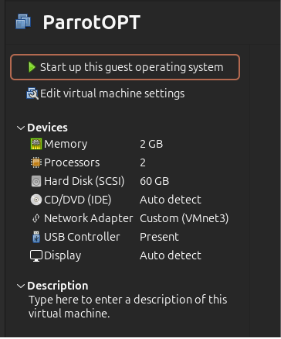 ParrotOPT
Start up this guest operating system
Edit virtual machine settings
Devices
Memory 2 GB
Processors 2
Hard Disk (SCSI) 60 GB
CD/DVD (IDE) Auto detect
Network Adapter Custom (VMnet3)
USB Controller Present
Display Auto detect
Description
Type here to enter a description of this
virtual machine.